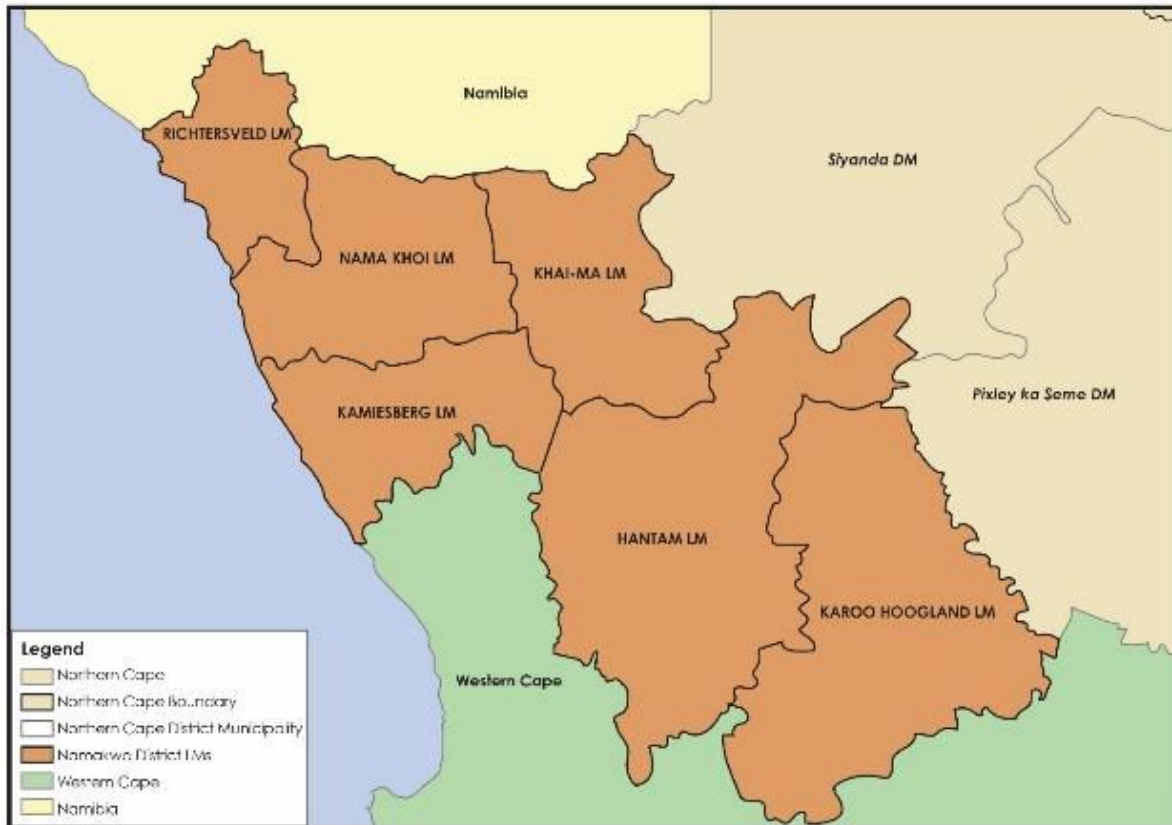 Namibia
RICHTERSVELD LM
Siyanda DM
NAMA KHOI LM
KHAI-MA LM
Pixley ka Seme DM
KAMIESBERG LM
HANTAM LM
KAROO HOOGLAND LM
Western Cape
Legend
Northern Cape
Northern Cape Boundary
Northern Cape District Municipality
Namakwa District LMs
Western Cape
Namibia